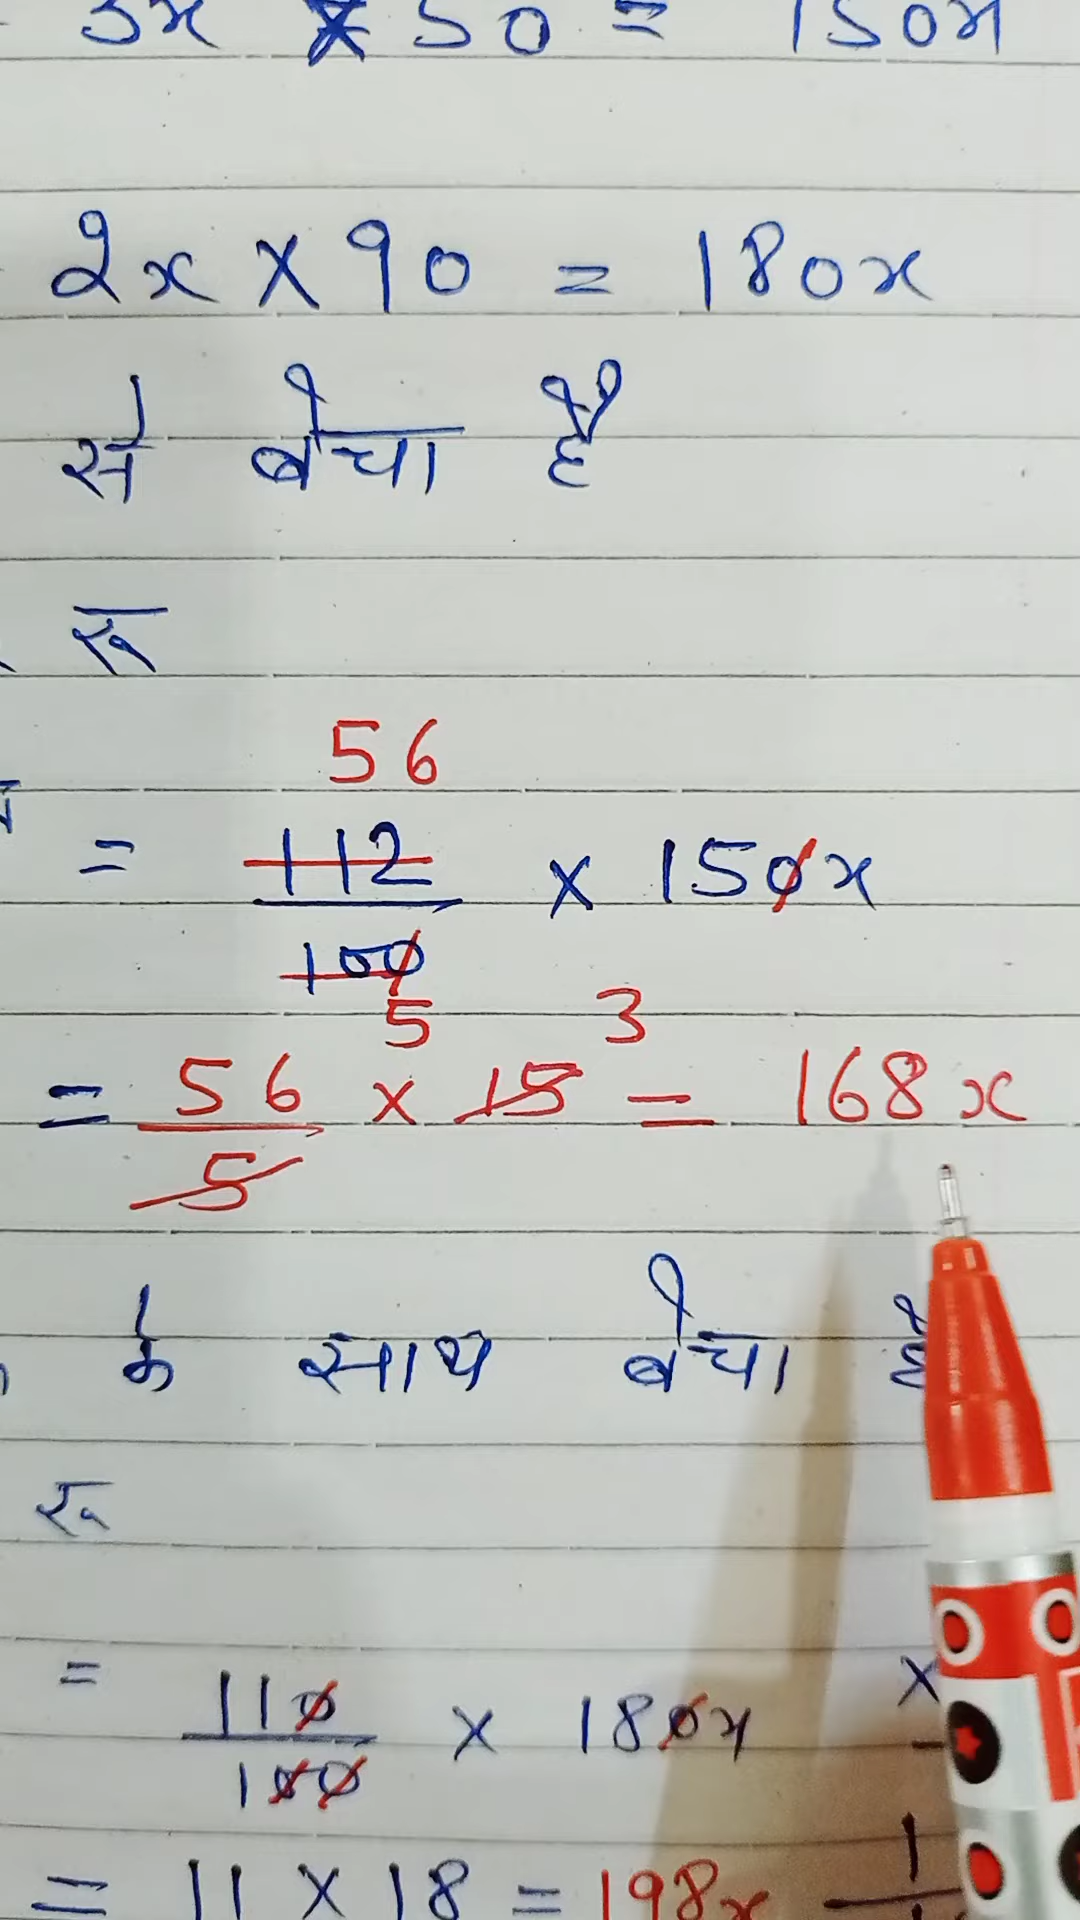 3x × 50 = 150x
2x × 90 = 180x
से बेचा है
रू
56
= 112/100 × 150x
5 3
= 56/5 × 15 = 168x
के साथ बेचा है
रू
= 110/100 × 180x ×
= 11 × 18 = 198x 1